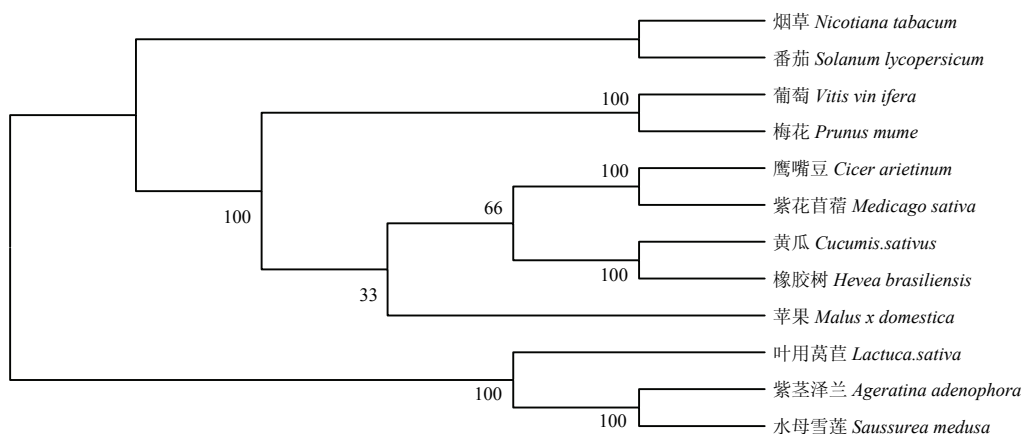 烟草 Nicotiana tabacum
番茄 Solanum lycopersicum
100
葡萄 Vitis vin ifera
梅花 Prunus mume
100
鹰嘴豆 Cicer arietinum
66
紫花苜蓿 Medicago sativa
100
黄瓜 Cucumis.sativus
100
橡胶树 Hevea brasiliensis
33
苹果 Malus x domestica
叶用莴苣 Lactuca.sativa
100
紫茎泽兰 Ageratina adenophora
100
水母雪莲 Saussurea medusa